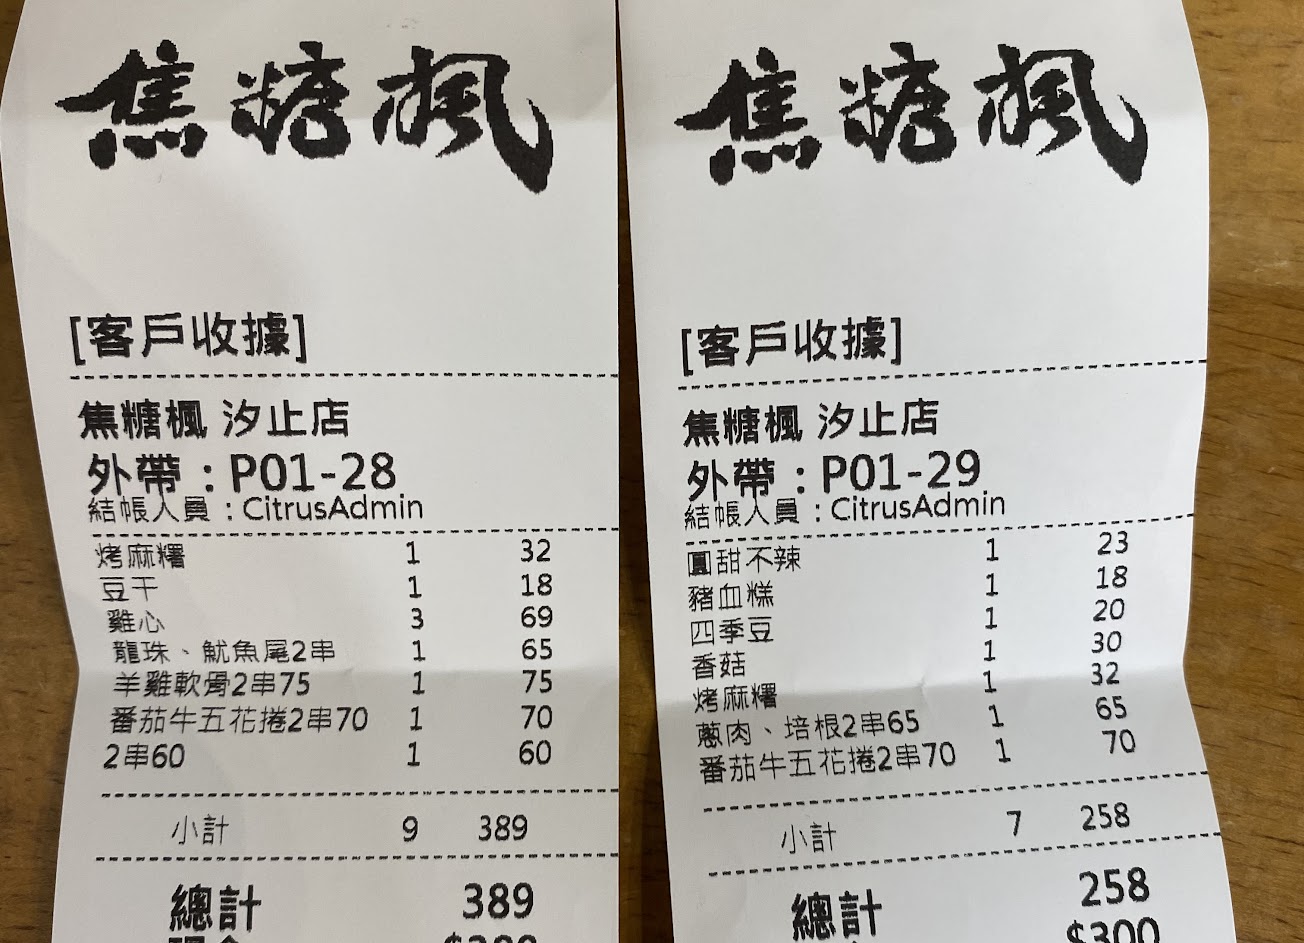 焦糖楓
[客戶收據]
焦糖楓 汐止店
外帶：P01-28
結帳人員：CitrusAdmin
烤麻糬 1 32
豆干 1 18
雞心 3 69
龍珠、魷魚尾2串 1 65
羊雞軟骨2串75 1 75
番茄牛五花捲2串70 1 70
2串60 1 60
小計 9 389
總計 389
焦糖楓
[客戶收據]
焦糖楓 汐止店
外帶：P01-29
結帳人員：CitrusAdmin
圓甜不辣 1 23
豬血糕 1 18
四季豆 1 20
香菇 1 30
烤麻糬 1 32
蔥肉、培根2串65 1 65
番茄牛五花捲2串70 1 70
小計 7 258
總計 258
$300